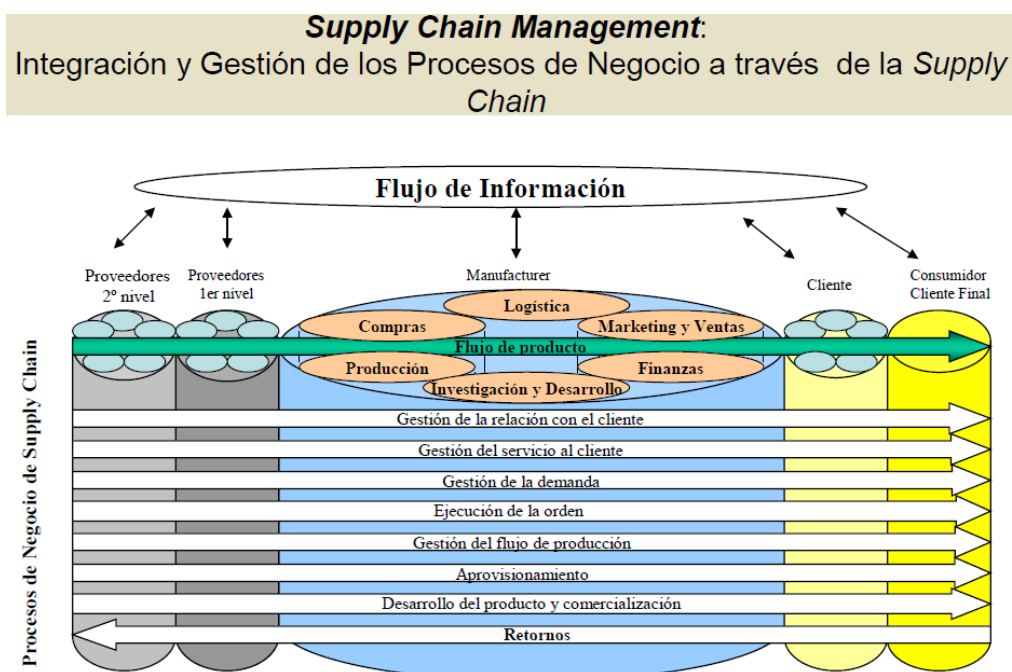 Supply Chain Management:
Integración y Gestión de los Procesos de Negocio a través de la Supply
Chain
Flujo de Información
Proveedores
2º nivel
Proveedores
1er nivel
Manufacturer
Cliente
Consumidor
Cliente Final
Logística
Compras
Marketing y Ventas
Flujo de producto
Producción
Finanzas
Investigación y Desarrollo
Procesos de Negocio de Supply Chain
Gestión de la relación con el cliente
Gestión del servicio al cliente
Gestión de la demanda
Ejecución de la orden
Gestión del flujo de producción
Aprovisionamiento
Desarrollo del producto y comercialización
Retornos